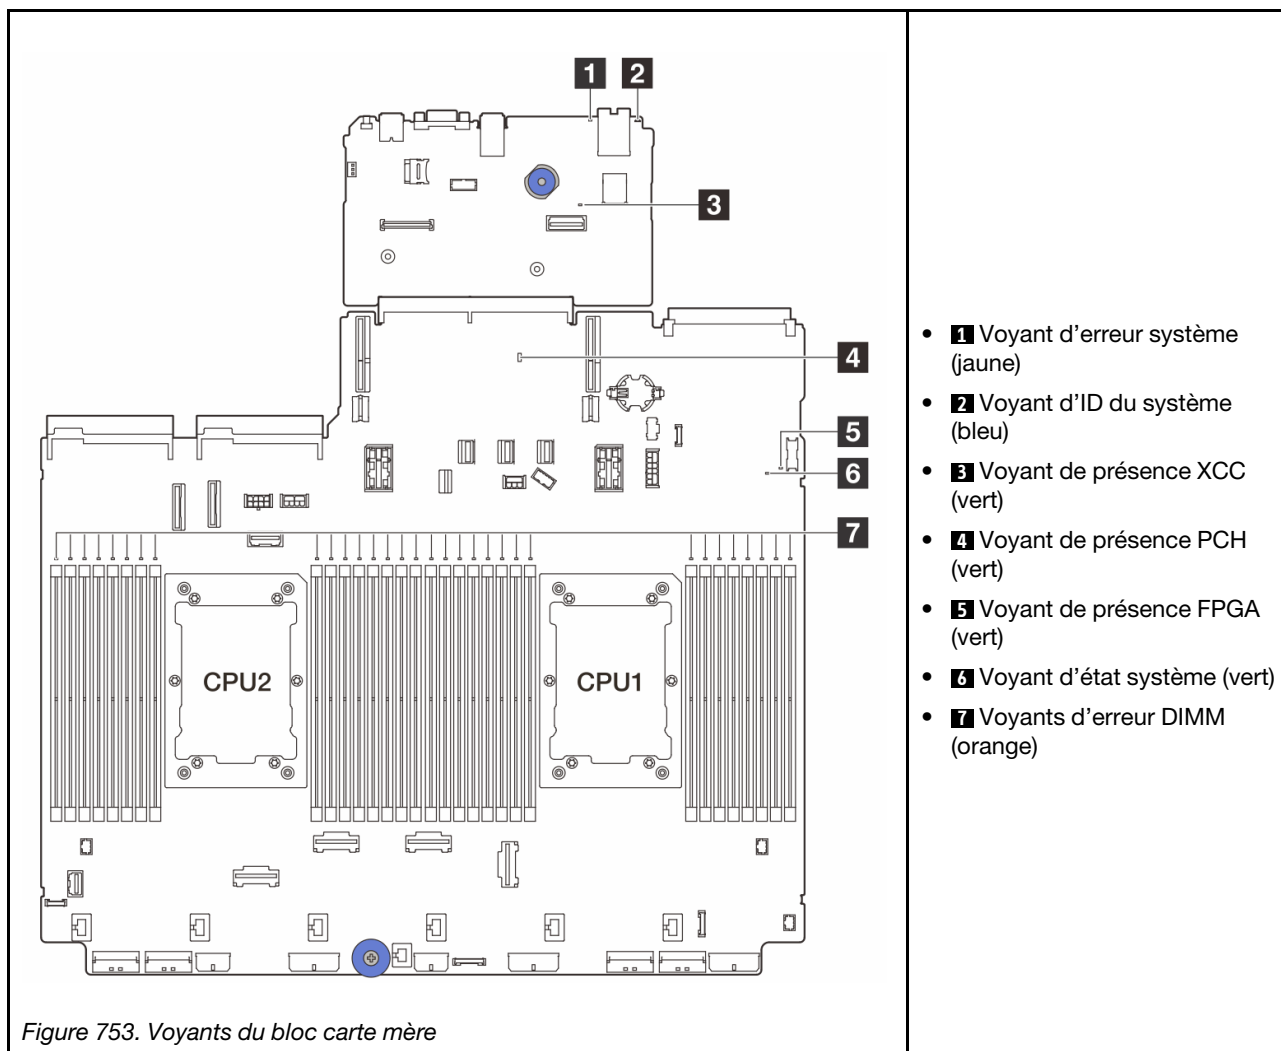 1 2
3
4
5
6
7
CPU2 CPU1
Figure 753. Voyants du bloc carte mère
• 1 Voyant d’erreur système
(jaune)
• 2 Voyant d’ID du système
(bleu)
• 3 Voyant de présence XCC
(vert)
• 4 Voyant de présence PCH
(vert)
• 5 Voyant de présence FPGA
(vert)
• 6 Voyant d’état système (vert)
• 7 Voyants d’erreur DIMM
(orange)